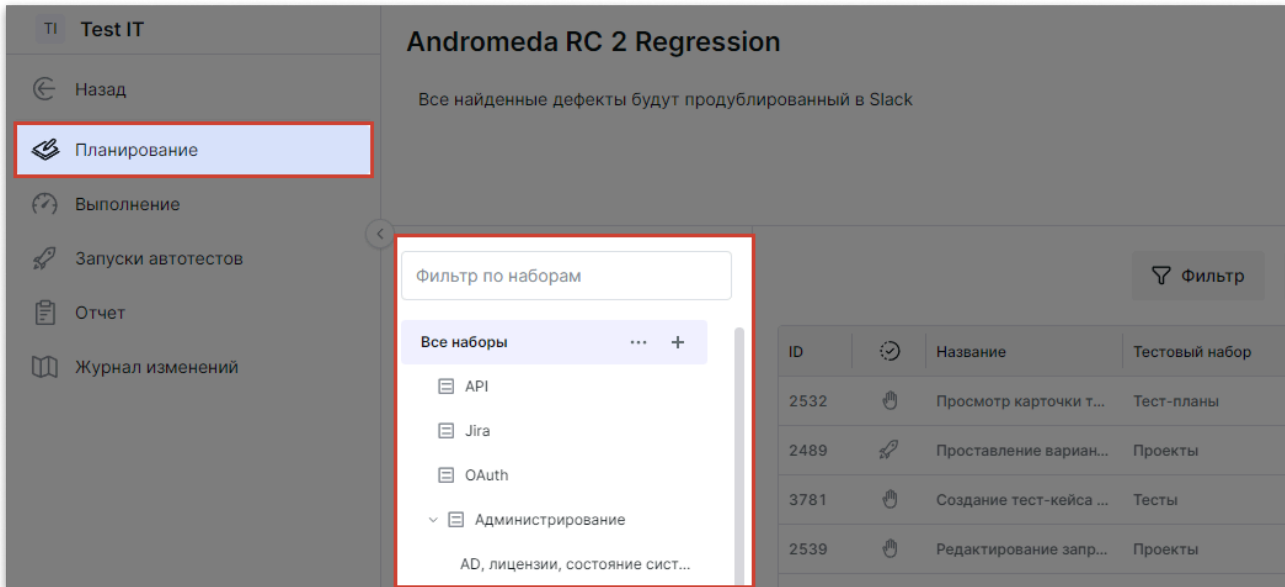 TI Test IT
Andromeda RC 2 Regression
Назад
Все найденные дефекты будут продублированный в Slack
Планирование
Выполнение
Запуски автотестов
Отчет
Журнал изменений
Фильтр по наборам
Фильтр
Все наборы
API
Jira
OAuth
Администрирование
AD, лицензии, состояние сист...
ID Название Тестовый набор
2532 Просмотр карточки т... Тест-планы
2489 Проставление вариан... Проекты
3781 Создание тест-кейса ... Тесты
2539 Редактирование запр... Проекты